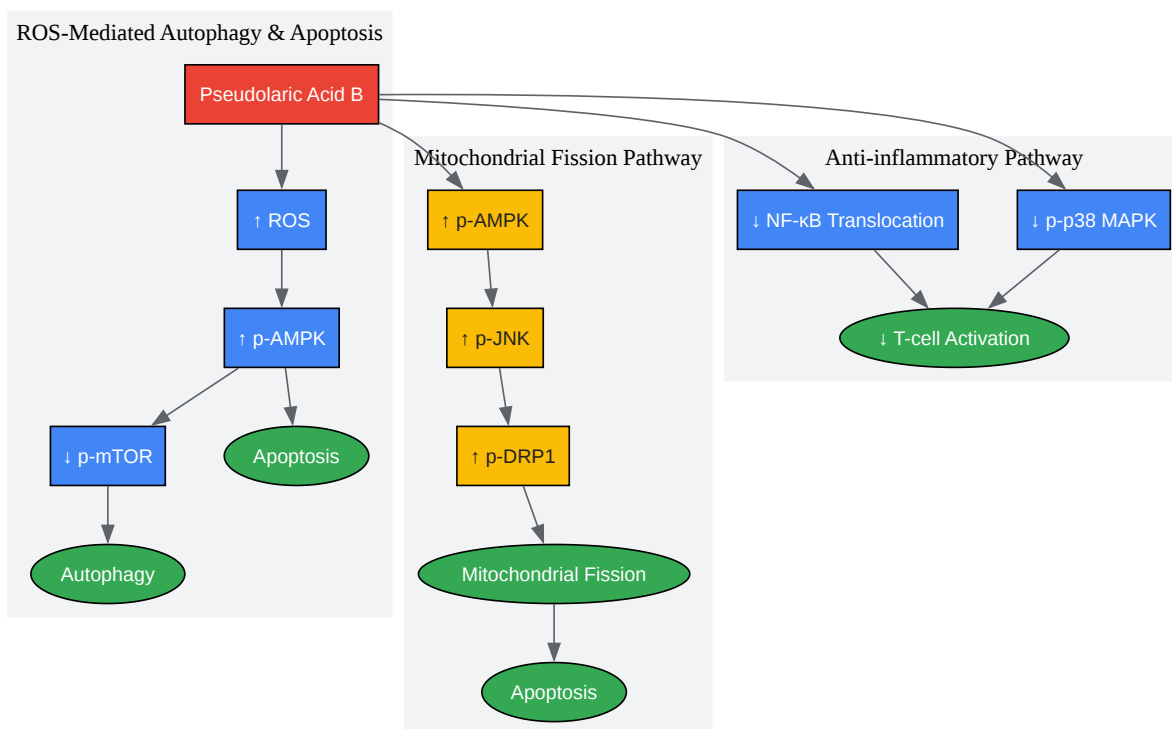 ROS-Mediated Autophagy & Apoptosis
Pseudolaric Acid B
↑ ROS
↑ p-AMPK
↓ p-mTOR
Apoptosis
Autophagy
Mitochondrial Fission Pathway
↑ p-AMPK
↑ p-JNK
↑ p-DRP1
Mitochondrial Fission
Apoptosis
Anti-inflammatory Pathway
↓ NF-κB Translocation
↓ p-p38 MAPK
↓ T-cell Activation